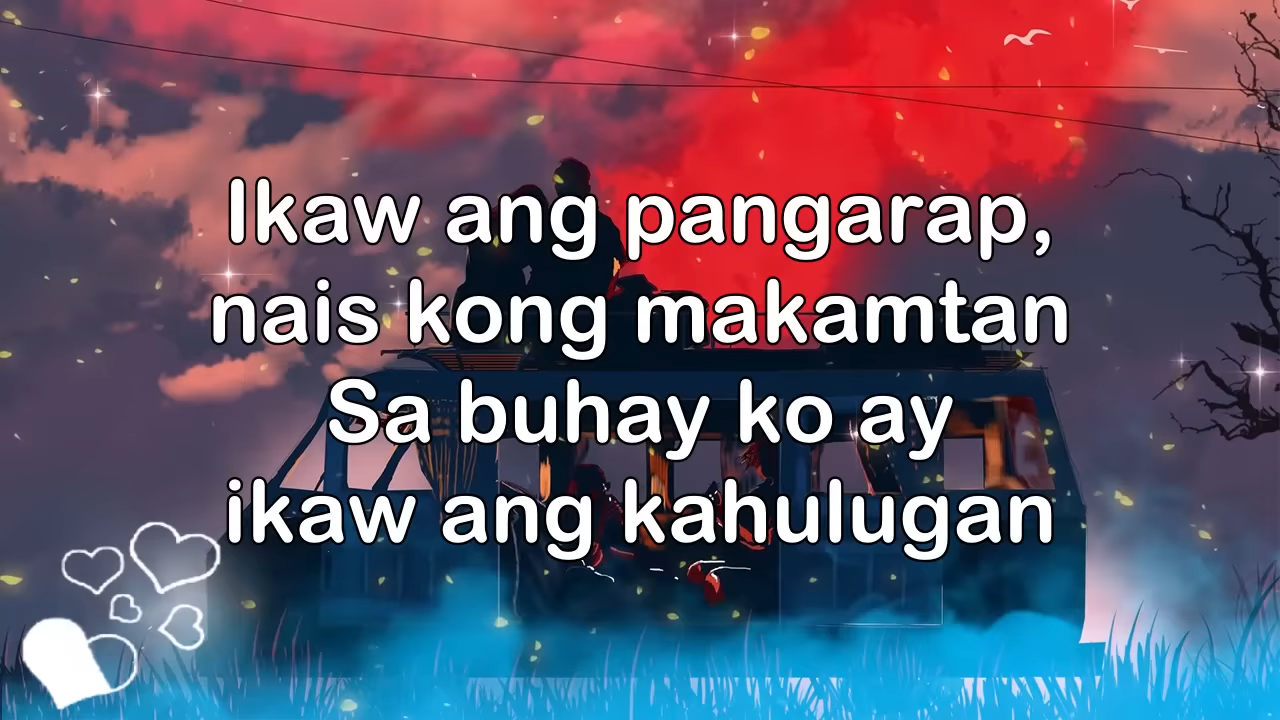 Ikaw ang pangarap,
nais kong makamtan
Sa buhay ko ay
ikaw ang kahulugan